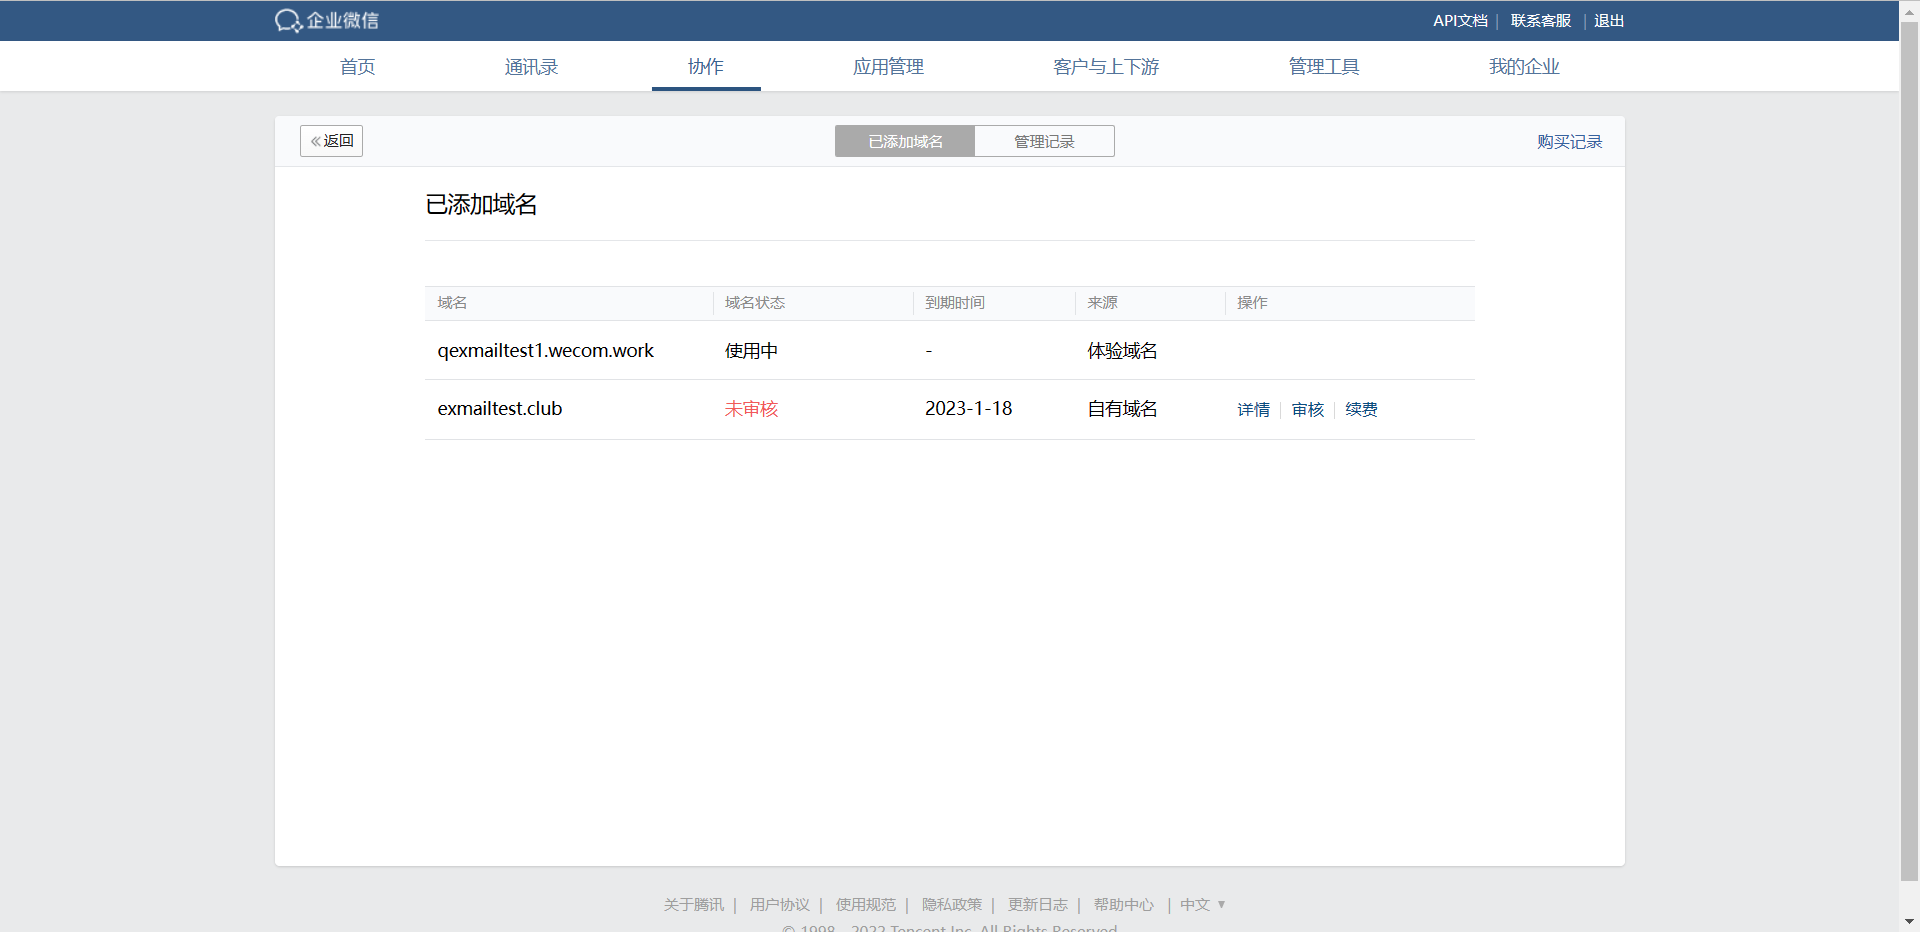 企业微信 API文档 | 联系客服 | 退出
首页 通讯录 协作 应用管理 客户与上下游 管理工具 我的企业
«返回 已添加域名 管理记录 购买记录
已添加域名
域名 域名状态 到期时间 来源 操作
qexmailtest1.wecom.work 使用中 - 体验域名
exmailtest.club 未审核 2023-1-18 自有域名 详情 | 审核 | 续费
关于腾讯 | 用户协议 | 使用规范 | 隐私政策 | 更新日志 | 帮助中心 | 中文 ▼
© 1998 - 2022 Tencent Inc. All Rights Reserved